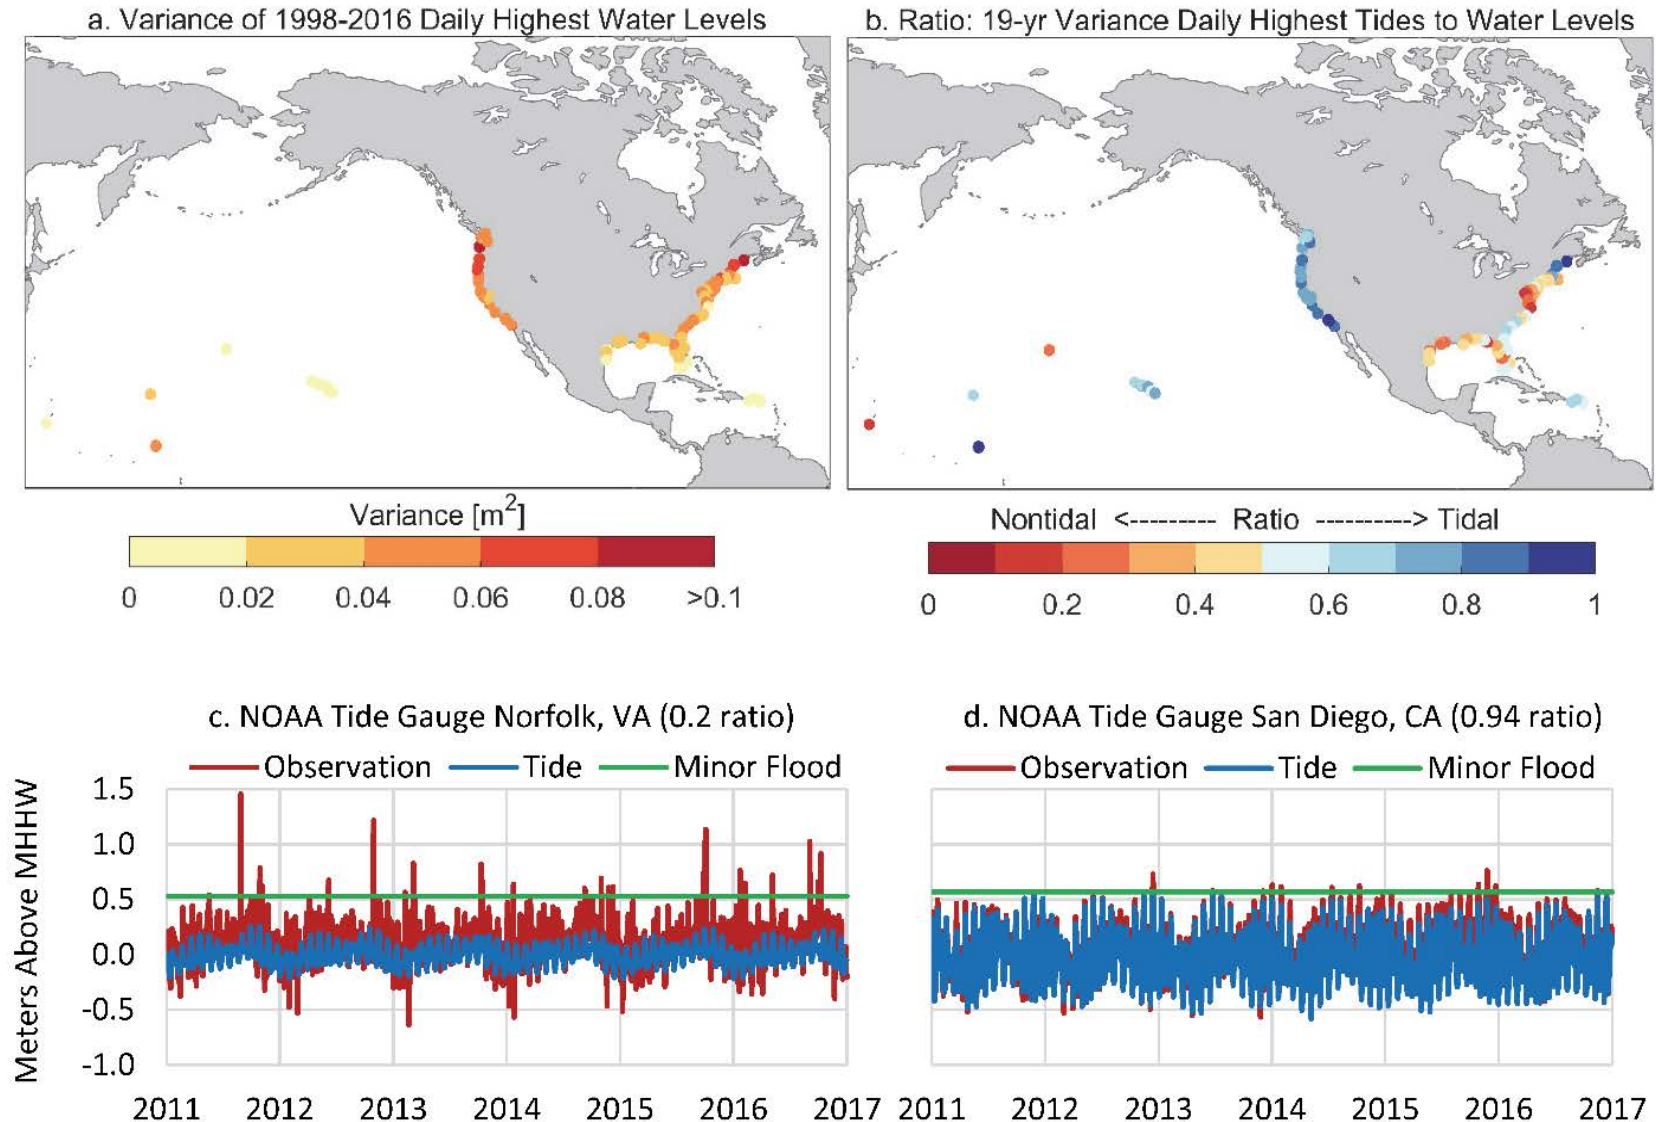 a. Variance of 1998-2016 Daily Highest Water Levels
b. Ratio: 19-yr Variance Daily Highest Tides to Water Levels
Variance [m²]
0 0.02 0.04 0.06 0.08 >0.1
Nontidal <--------- Ratio ----------> Tidal
0 0.2 0.4 0.6 0.8 1
c. NOAA Tide Gauge Norfolk, VA (0.2 ratio)
Observation Tide Minor Flood
Meters Above MHHW
1.5
1.0
0.5
0.0
-0.5
-1.0
2011 2012 2013 2014 2015 2016 2017
d. NOAA Tide Gauge San Diego, CA (0.94 ratio)
Observation Tide Minor Flood
2011 2012 2013 2014 2015 2016 2017